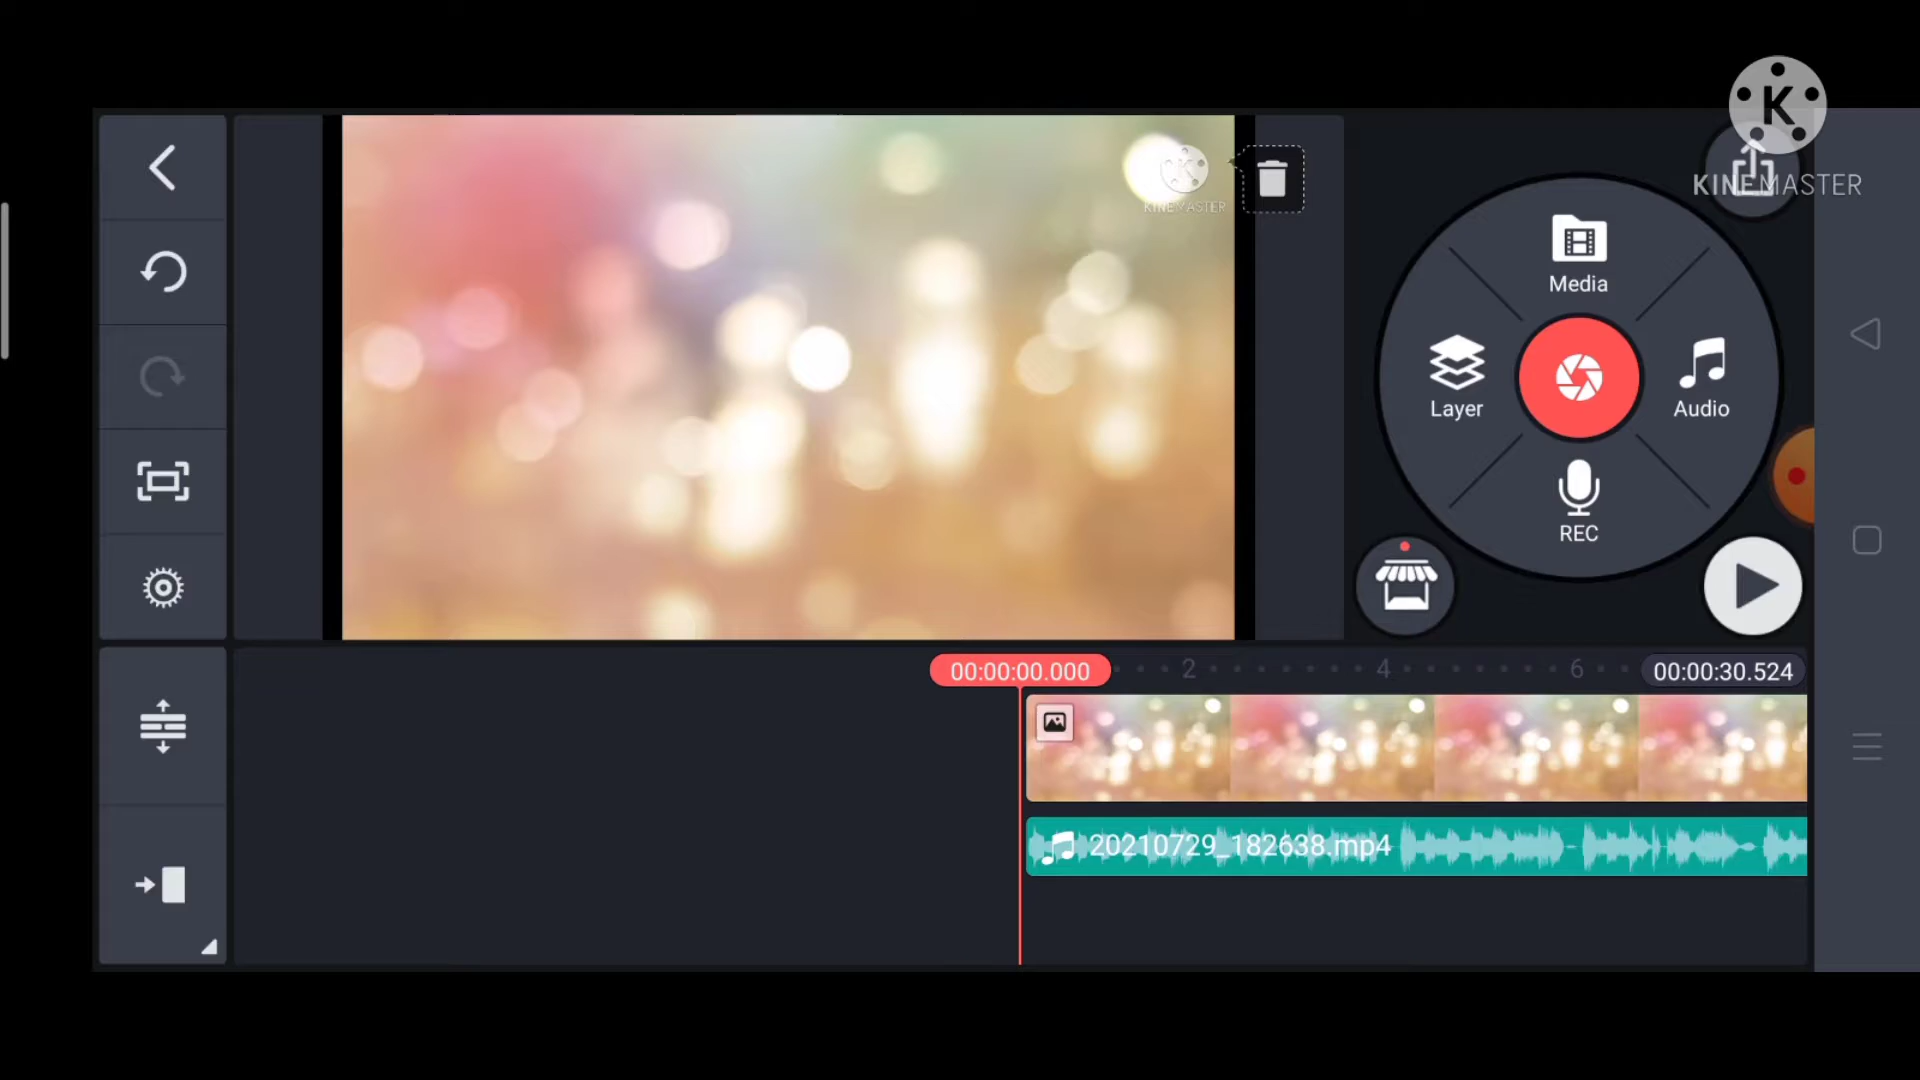 K
KINEMASTER
K
KINEMASTER
Media
Layer
Audio
REC
00:00:00.000
2
4
6
00:00:30.524
20210729_182638.mp4